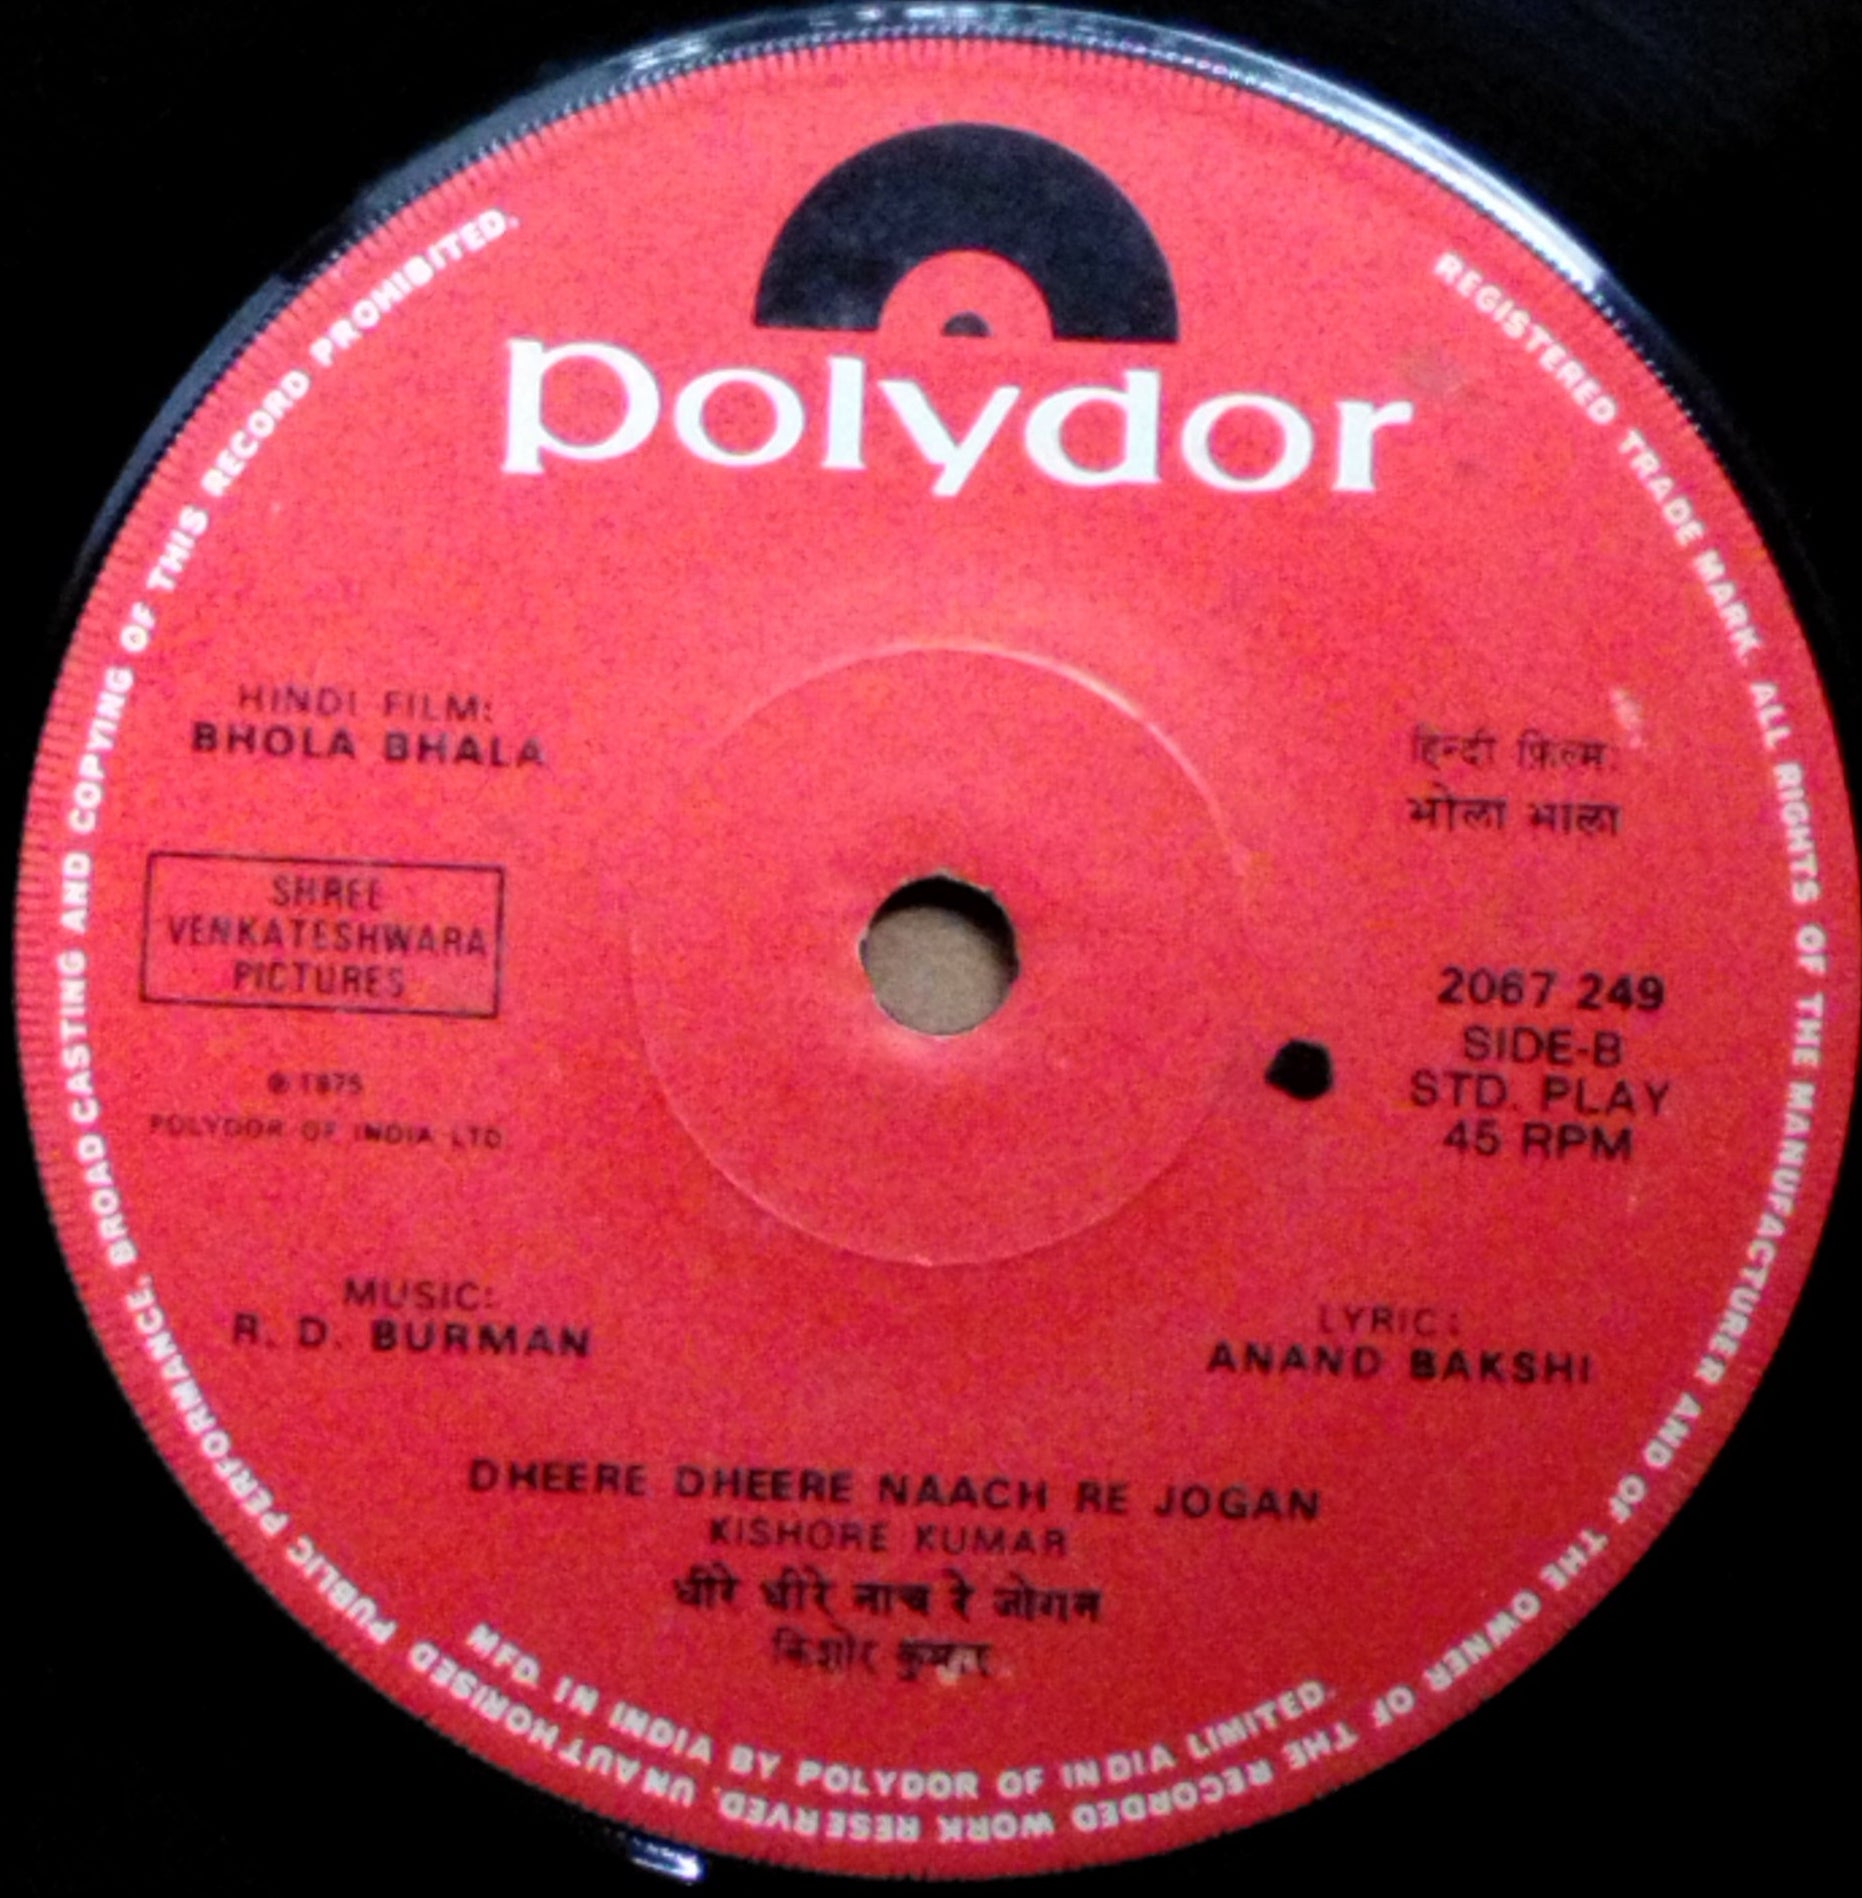 polydor
HINDI FILM:
BHOLA BHALA
हिन्दी फ़िल्म:
भोला भाला
SHREE
VENKATESHWARA
PICTURES
℗ 1975
POLYDOR OF INDIA LTD.
2067 249
SIDE-B
STD. PLAY
45 RPM
MUSIC:
R. D. BURMAN
LYRIC:
ANAND BAKSHI
DHEERE DHEERE NAACH RE JOGAN
KISHORE KUMAR
धीरे धीरे नाच रे जोगन
किशोर कुमार
MFD. IN INDIA BY POLYDOR OF INDIA LIMITED.
REGISTERED TRADE MARK. ALL RIGHTS OF THE MANUFACTURER AND OF THE OWNER OF THE RECORDED WORK RESERVED. UNAUTHORISED PUBLIC PERFORMANCE, BROADCASTING AND COPYING OF THIS RECORD PROHIBITED.